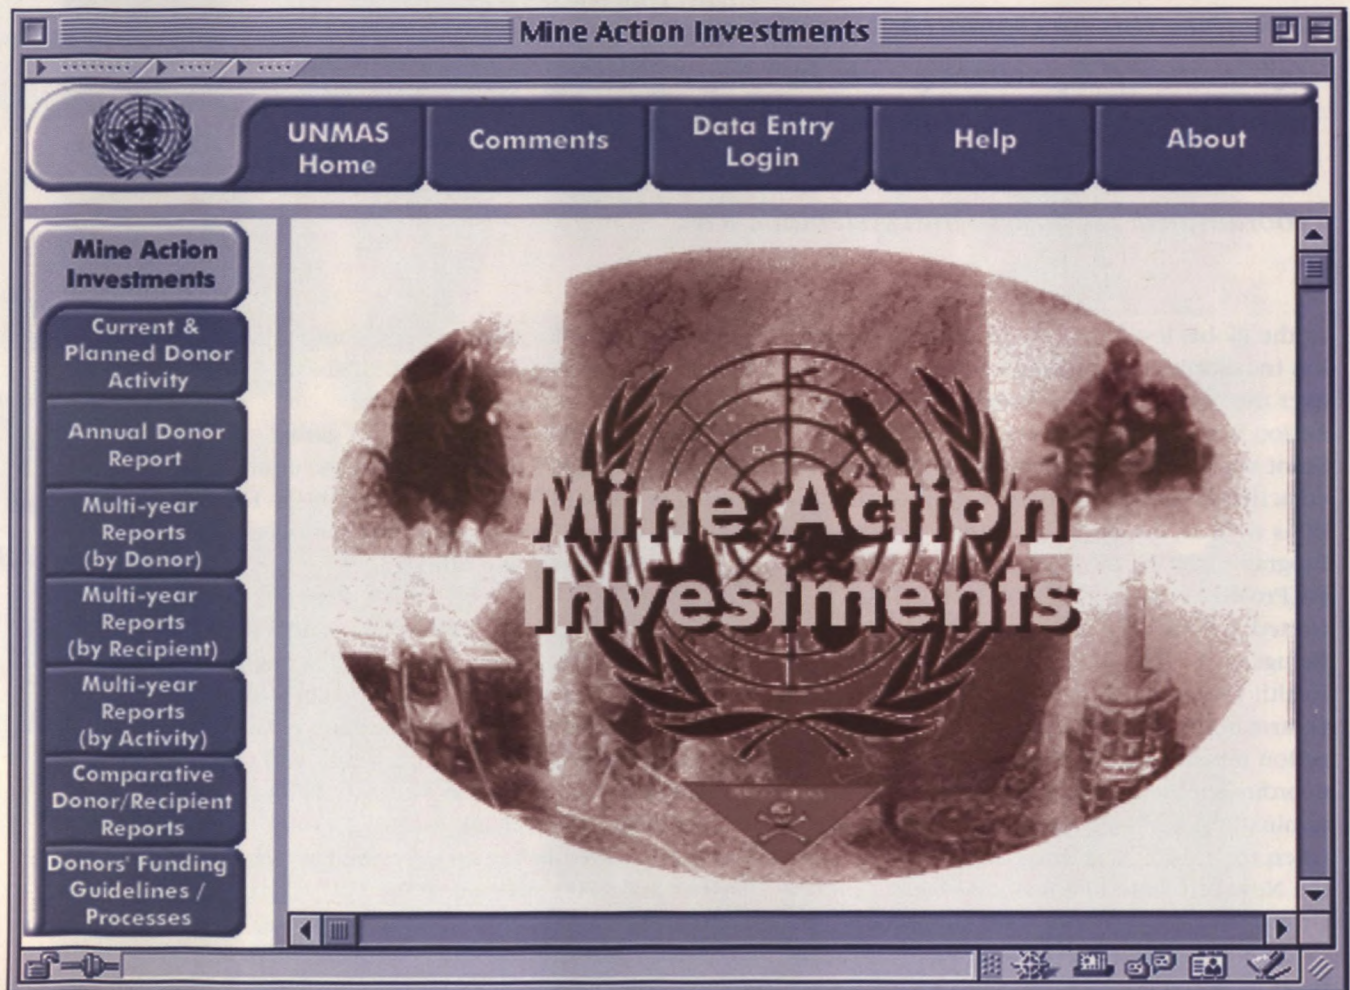 Mine Action Investments
UNMAS
Home
Comments
Data Entry
Login
Help
About
Mine Action
Investments
Current &
Planned Donor
Activity
Annual Donor
Report
Multi-year
Reports
(by Donor)
Multi-year
Reports
(by Recipient)
Multi-year
Reports
(by Activity)
Comparative
Donor/Recipient
Reports
Donors' Funding
Guidelines /
Processes
Mine Action
Investments